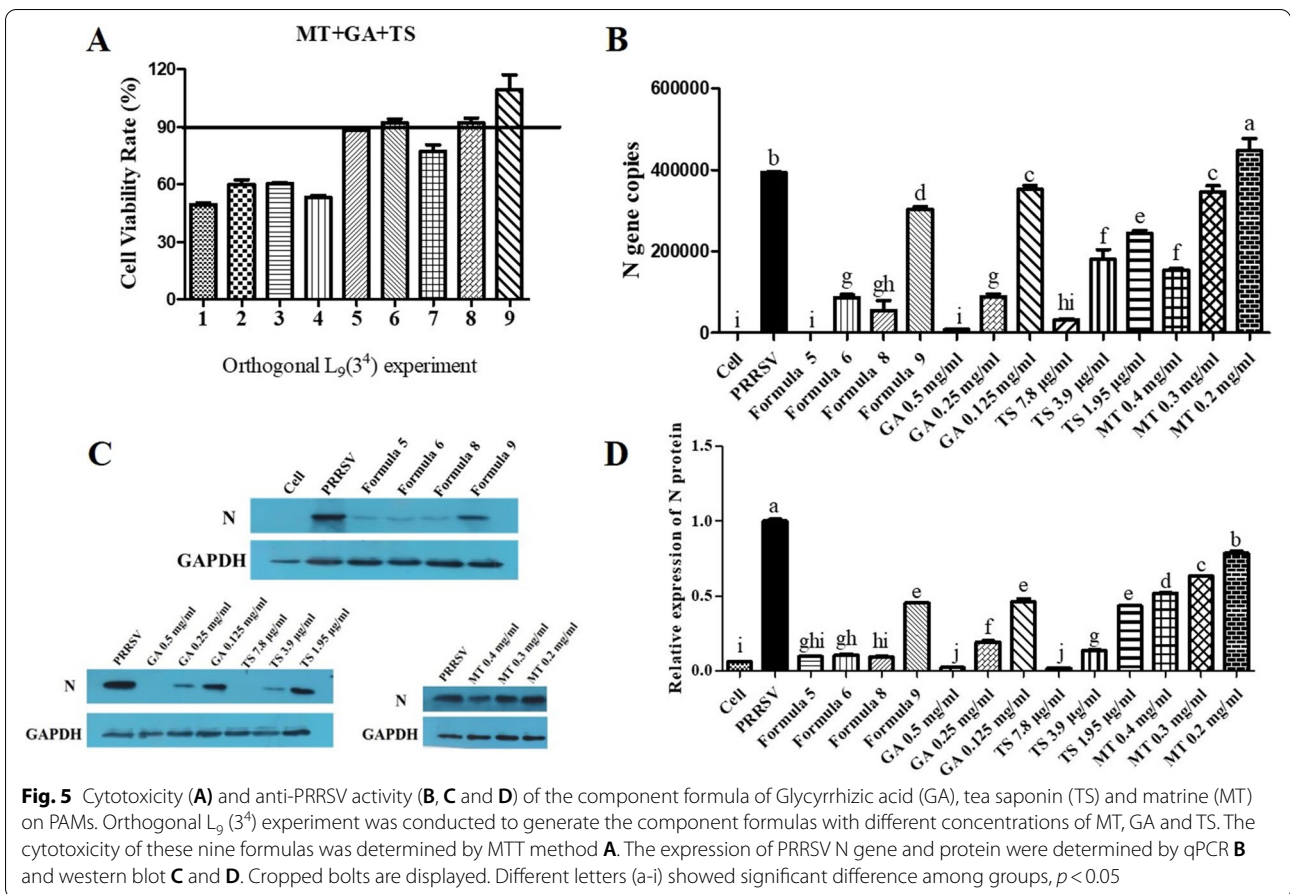 A
MT+GA+TS
Cell Viability Rate (%)
120
90
60
30
0
1 2 3 4 5 6 7 8 9
Orthogonal L₉(3⁴) experiment
B
N gene copies
600000
400000
200000
0
i b i g gh d i g c hi f e f c a
Cell
PRRSV
Formula 5
Formula 6
Formula 8
Formula 9
GA 0.5 mg/ml
GA 0.25 mg/ml
GA 0.125 mg/ml
TS 7.8 μg/ml
TS 3.9 μg/ml
TS 1.95 μg/ml
MT 0.4 mg/ml
MT 0.3 mg/ml
MT 0.2 mg/ml
C
Cell
PRRSV
Formula 5
Formula 6
Formula 8
Formula 9
N
GAPDH
PRRSV
GA 0.5 mg/ml
GA 0.25 mg/ml
GA 0.125 mg/ml
TS 7.8 μg/ml
TS 3.9 μg/ml
TS 1.95 μg/ml
N
GAPDH
PRRSV
MT 0.4 mg/ml
MT 0.3 mg/ml
MT 0.2 mg/ml
N
GAPDH
D
Relative expression of N protein
1.5
1.0
0.5
0.0
i a ghi gh hi e j f e j g e d c b
Cell
PRRSV
Formula 5
Formula 6
Formula 8
Formula 9
GA 0.5 mg/ml
GA 0.25 mg/ml
GA 0.125 mg/ml
TS 7.8 μg/ml
TS 3.9 μg/ml
TS 1.95 μg/ml
MT 0.4 mg/ml
MT 0.3 mg/ml
MT 0.2 mg/ml
Fig. 5 Cytotoxicity (A) and anti-PRRSV activity (B, C and D) of the component formula of Glycyrrhizic acid (GA), tea saponin (TS) and matrine (MT)
on PAMs. Orthogonal L₉ (3⁴) experiment was conducted to generate the component formulas with different concentrations of MT, GA and TS. The
cytotoxicity of these nine formulas was determined by MTT method A. The expression of PRRSV N gene and protein were determined by qPCR B
and western blot C and D. Cropped bolts are displayed. Different letters (a-i) showed significant difference among groups, p < 0.05